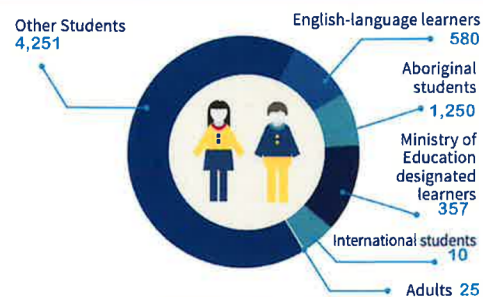 Other Students
4,251
English-language learners
580
Aboriginal
students
1,250
Ministry of
Education
designated
learners
357
International students
10
Adults 25